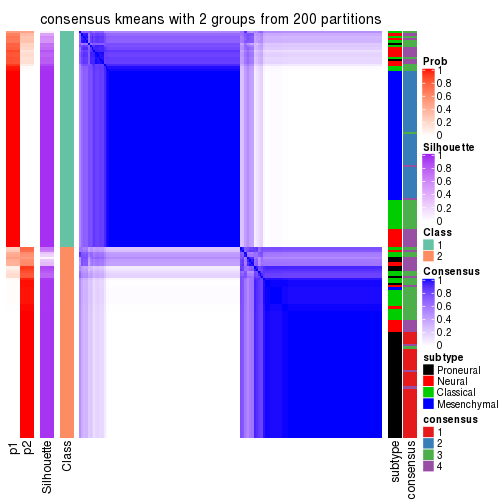 consensus kmeans with 2 groups from 200 partitions
Prob
1
0.8
0.6
0.4
0.2
0
Silhouette
1
0.8
0.6
0.4
0.2
0
Class
1
2
Consensus
1
0.8
0.6
0.4
0.2
0
subtype
Proneural
Neural
Classical
Mesenchymal
consensus
1
2
3
4
p1
p2
Silhouette
Class
subtype
consensus